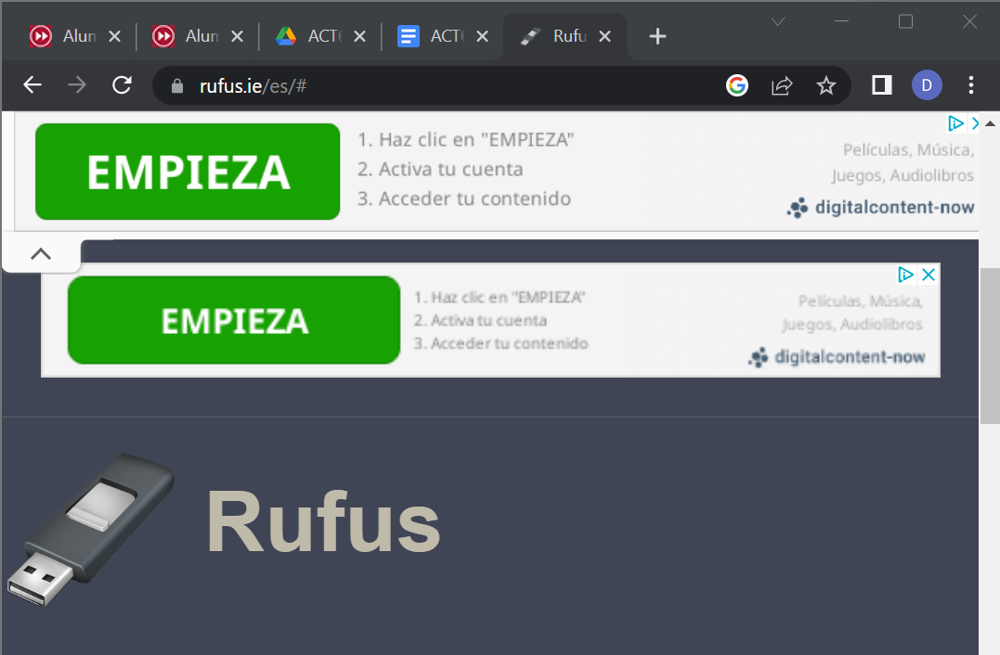 Alun
Alun
ACT6
ACT6
Rufu
rufus.ie/es/#
D
EMPIEZA
1. Haz clic en "EMPIEZA"
2. Activa tu cuenta
3. Acceder tu contenido
Películas, Música,
Juegos, Audiolibros
digitalcontent-now
EMPIEZA
1. Haz clic en "EMPIEZA"
2. Activa tu cuenta
3. Acceder tu contenido
Películas, Música,
Juegos, Audiolibros
digitalcontent-now
Rufus